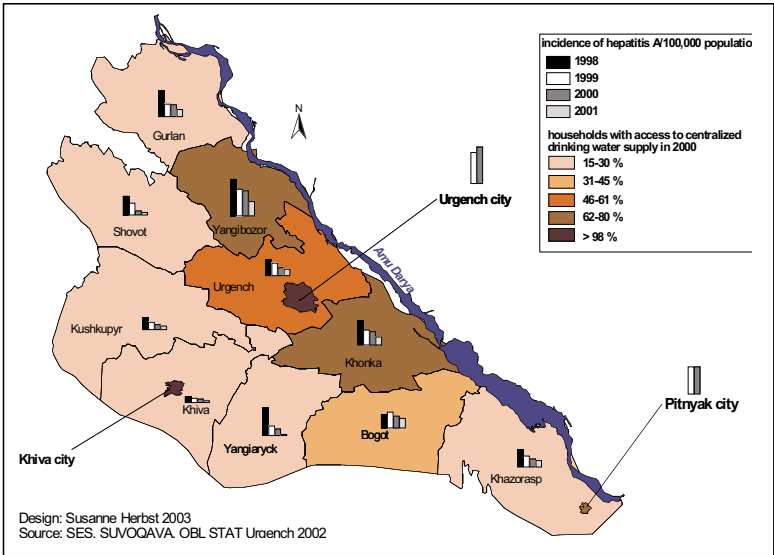 incidence of hepatitis A/100,000 populatio
1998
1999
2000
2001
households with access to centralized
drinking water supply in 2000
15-30 %
31-45 %
46-61 %
62-80 %
> 98 %
N
Gurlan
Urgench city
Shovot
Yangibozor
Amu Darya
Urgench
Kushkupyr
Khonka
Khiva
Pitnyak city
Yangiaryck
Bogot
Khiva city
Khazorasp
Design: Susanne Herbst 2003
Source: SES. SUVOQAVA. OBL STAT Urgench 2002